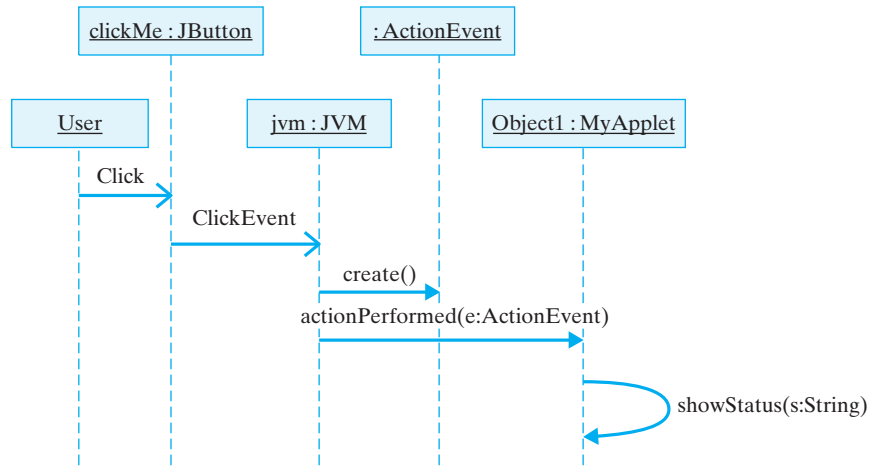 clickMe : JButton
: ActionEvent
User
jvm : JVM
Object1 : MyApplet
Click
ClickEvent
create()
actionPerformed(e:ActionEvent)
showStatus(s:String)